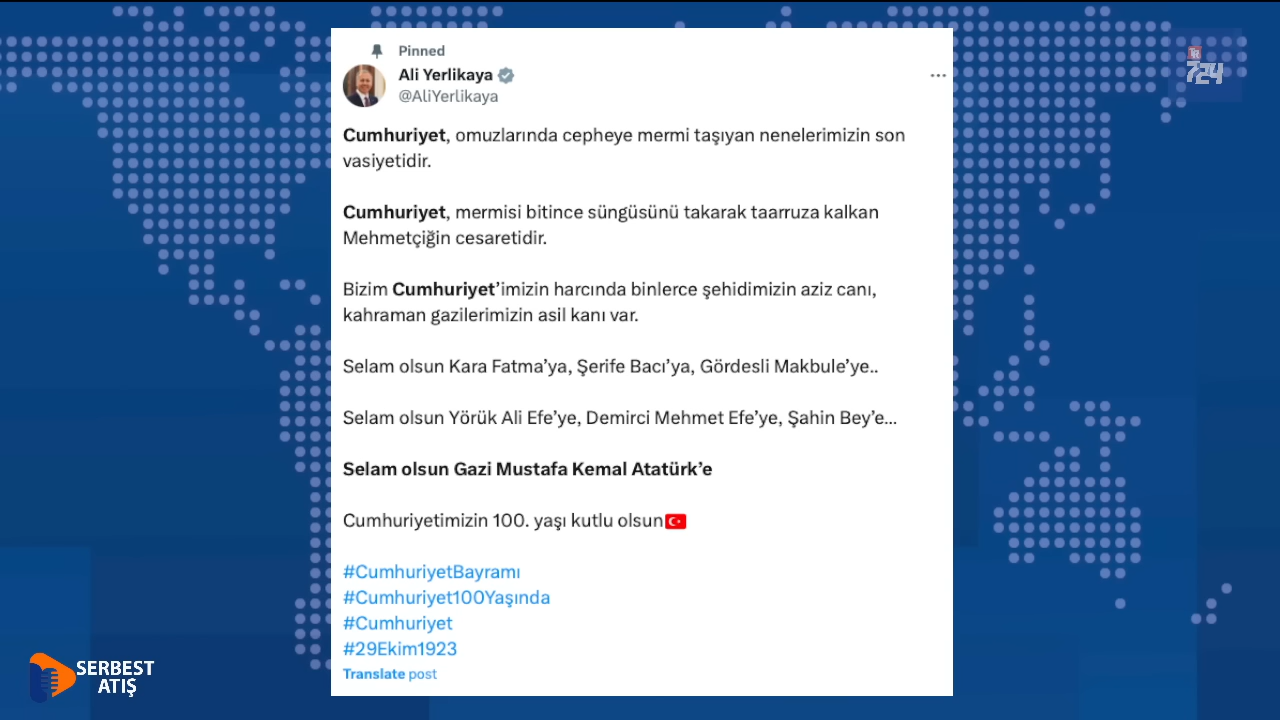 Pinned
Ali Yerlikaya
@AliYerlikaya
Cumhuriyet, omuzlarında cepheye mermi taşıyan nenelerimizin son
vasiyetidir.
Cumhuriyet, mermisi bitince süngüsünü takarak taarruza kalkan
Mehmetçiğin cesaretidir.
Bizim Cumhuriyet'imizin harcında binlerce şehidimizin aziz canı,
kahraman gazilerimizin asil kanı var.
Selam olsun Kara Fatma'ya, Şerife Bacı'ya, Gördesli Makbule'ye..
Selam olsun Yörük Ali Efe'ye, Demirci Mehmet Efe'ye, Şahin Bey'e...
Selam olsun Gazi Mustafa Kemal Atatürk'e
Cumhuriyetimizin 100. yaşı kutlu olsun🇹🇷
#CumhuriyetBayramı
#Cumhuriyet100Yaşında
#Cumhuriyet
#29Ekim1923
Translate post
TR
724
SERBEST
ATIŞ